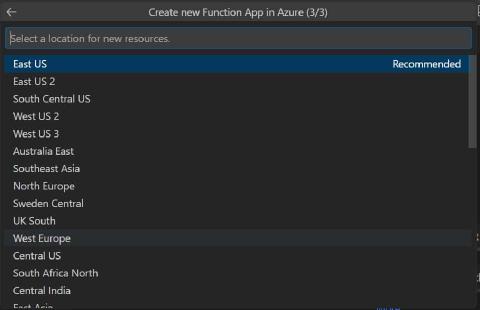 Create new Function App in Azure (3/3)
Select a location for new resources.
East US Recommended
East US 2
South Central US
West US 2
West US 3
Australia East
Southeast Asia
North Europe
Sweden Central
UK South
West Europe
Central US
South Africa North
Central India
East Asia